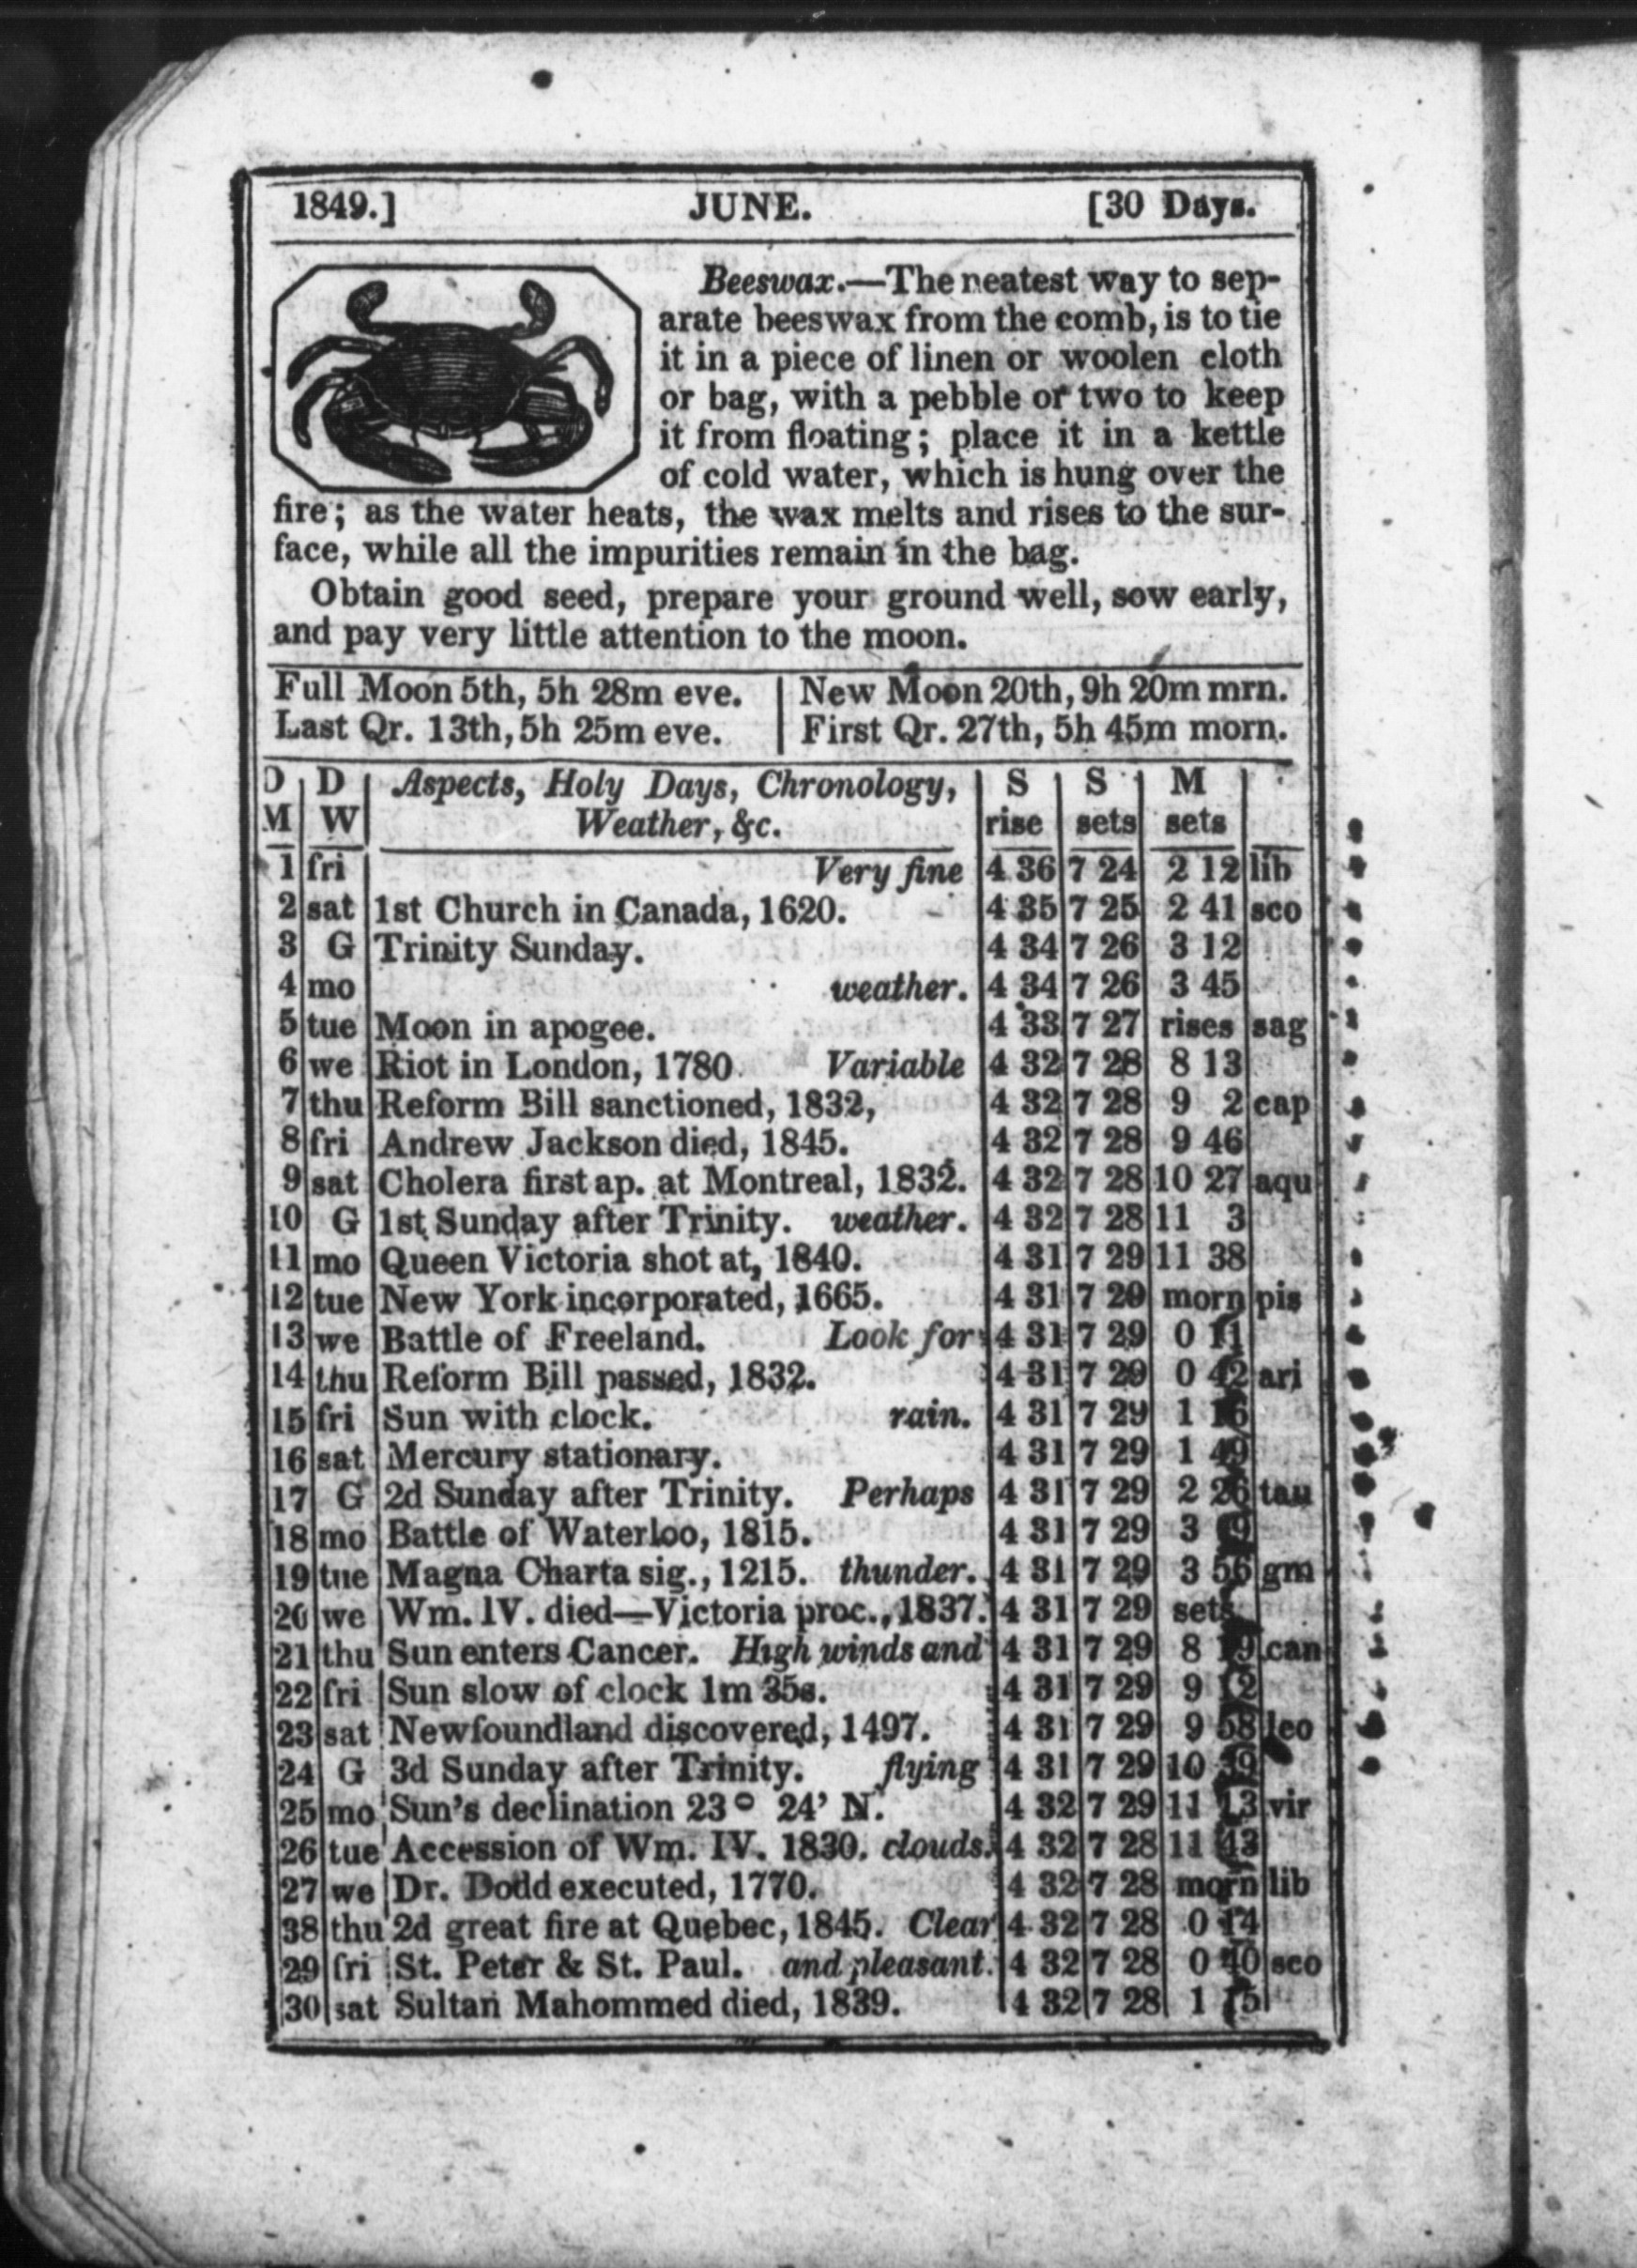 1849.] JUNE. [30 Days.
Beeswax.—The neatest way to sep-
arate beeswax from the comb, is to tie
it in a piece of linen or woolen cloth
or bag, with a pebble or two to keep
it from floating; place it in a kettle
of cold water, which is hung over the
fire; as the water heats, the wax melts and rises to the sur-
face, while all the impurities remain in the bag.
Obtain good seed, prepare your ground well, sow early,
and pay very little attention to the moon.
Full Moon 5th, 5h 28m eve. | New Moon 20th, 9h 20m mrn.
Last Qr. 13th, 5h 25m eve. | First Qr. 27th, 5h 45m morn.
D D Aspects, Holy Days, Chronology, S S M
M W Weather, &c. rise sets sets
1 fri Very fine 4 36 7 24 2 12 lib
2 sat 1st Church in Canada, 1620. 4 35 7 25 2 41 sco
3 G Trinity Sunday. 4 34 7 26 3 12
4 mo weather. 4 34 7 26 3 45
5 tue Moon in apogee. 4 33 7 27 rises sag
6 we Riot in London, 1780. Variable 4 32 7 28 8 13
7 thu Reform Bill sanctioned, 1832, 4 32 7 28 9 2 cap
8 fri Andrew Jackson died, 1845. 4 32 7 28 9 46
9 sat Cholera first ap. at Montreal, 1832. 4 32 7 28 10 27 aqu
10 G 1st Sunday after Trinity. weather. 4 32 7 28 11 3
11 mo Queen Victoria shot at, 1840. 4 31 7 29 11 38
12 tue New York incorporated, 1665. 4 31 7 29 morn pis
13 we Battle of Freeland. Look for 4 31 7 29 0 11
14 thu Reform Bill passed, 1832. 4 31 7 29 0 42 ari
15 fri Sun with clock. rain. 4 31 7 29 1 16
16 sat Mercury stationary. 4 31 7 29 1 49
17 G 2d Sunday after Trinity. Perhaps 4 31 7 29 2 26 tau
18 mo Battle of Waterloo, 1815. 4 31 7 29 3
19 tue Magna Charta sig., 1215. thunder. 4 31 7 29 3 56 gm
20 we Wm. IV. died—Victoria proc., 1837. 4 31 7 29 sets
21 thu Sun enters Cancer. High winds and 4 31 7 29 8 19 can
22 fri Sun slow of clock 1m 35s. 4 31 7 29 9 12
23 sat Newfoundland discovered, 1497. 4 31 7 29 9 58 leo
24 G 3d Sunday after Trinity. flying 4 31 7 29 10 39
25 mo Sun's declination 23° 24' N. 4 32 7 29 11 13 vir
26 tue Accession of Wm. IV. 1830. clouds. 4 32 7 28 11 43
27 we Dr. Dodd executed, 1770. 4 32 7 28 morn lib
38 thu 2d great fire at Quebec, 1845. Clear 4 32 7 28 0 14
29 fri St. Peter & St. Paul. and pleasant. 4 32 7 28 0 40 sco
30 sat Sultan Mahommed died, 1839. 4 32 7 28 1 15